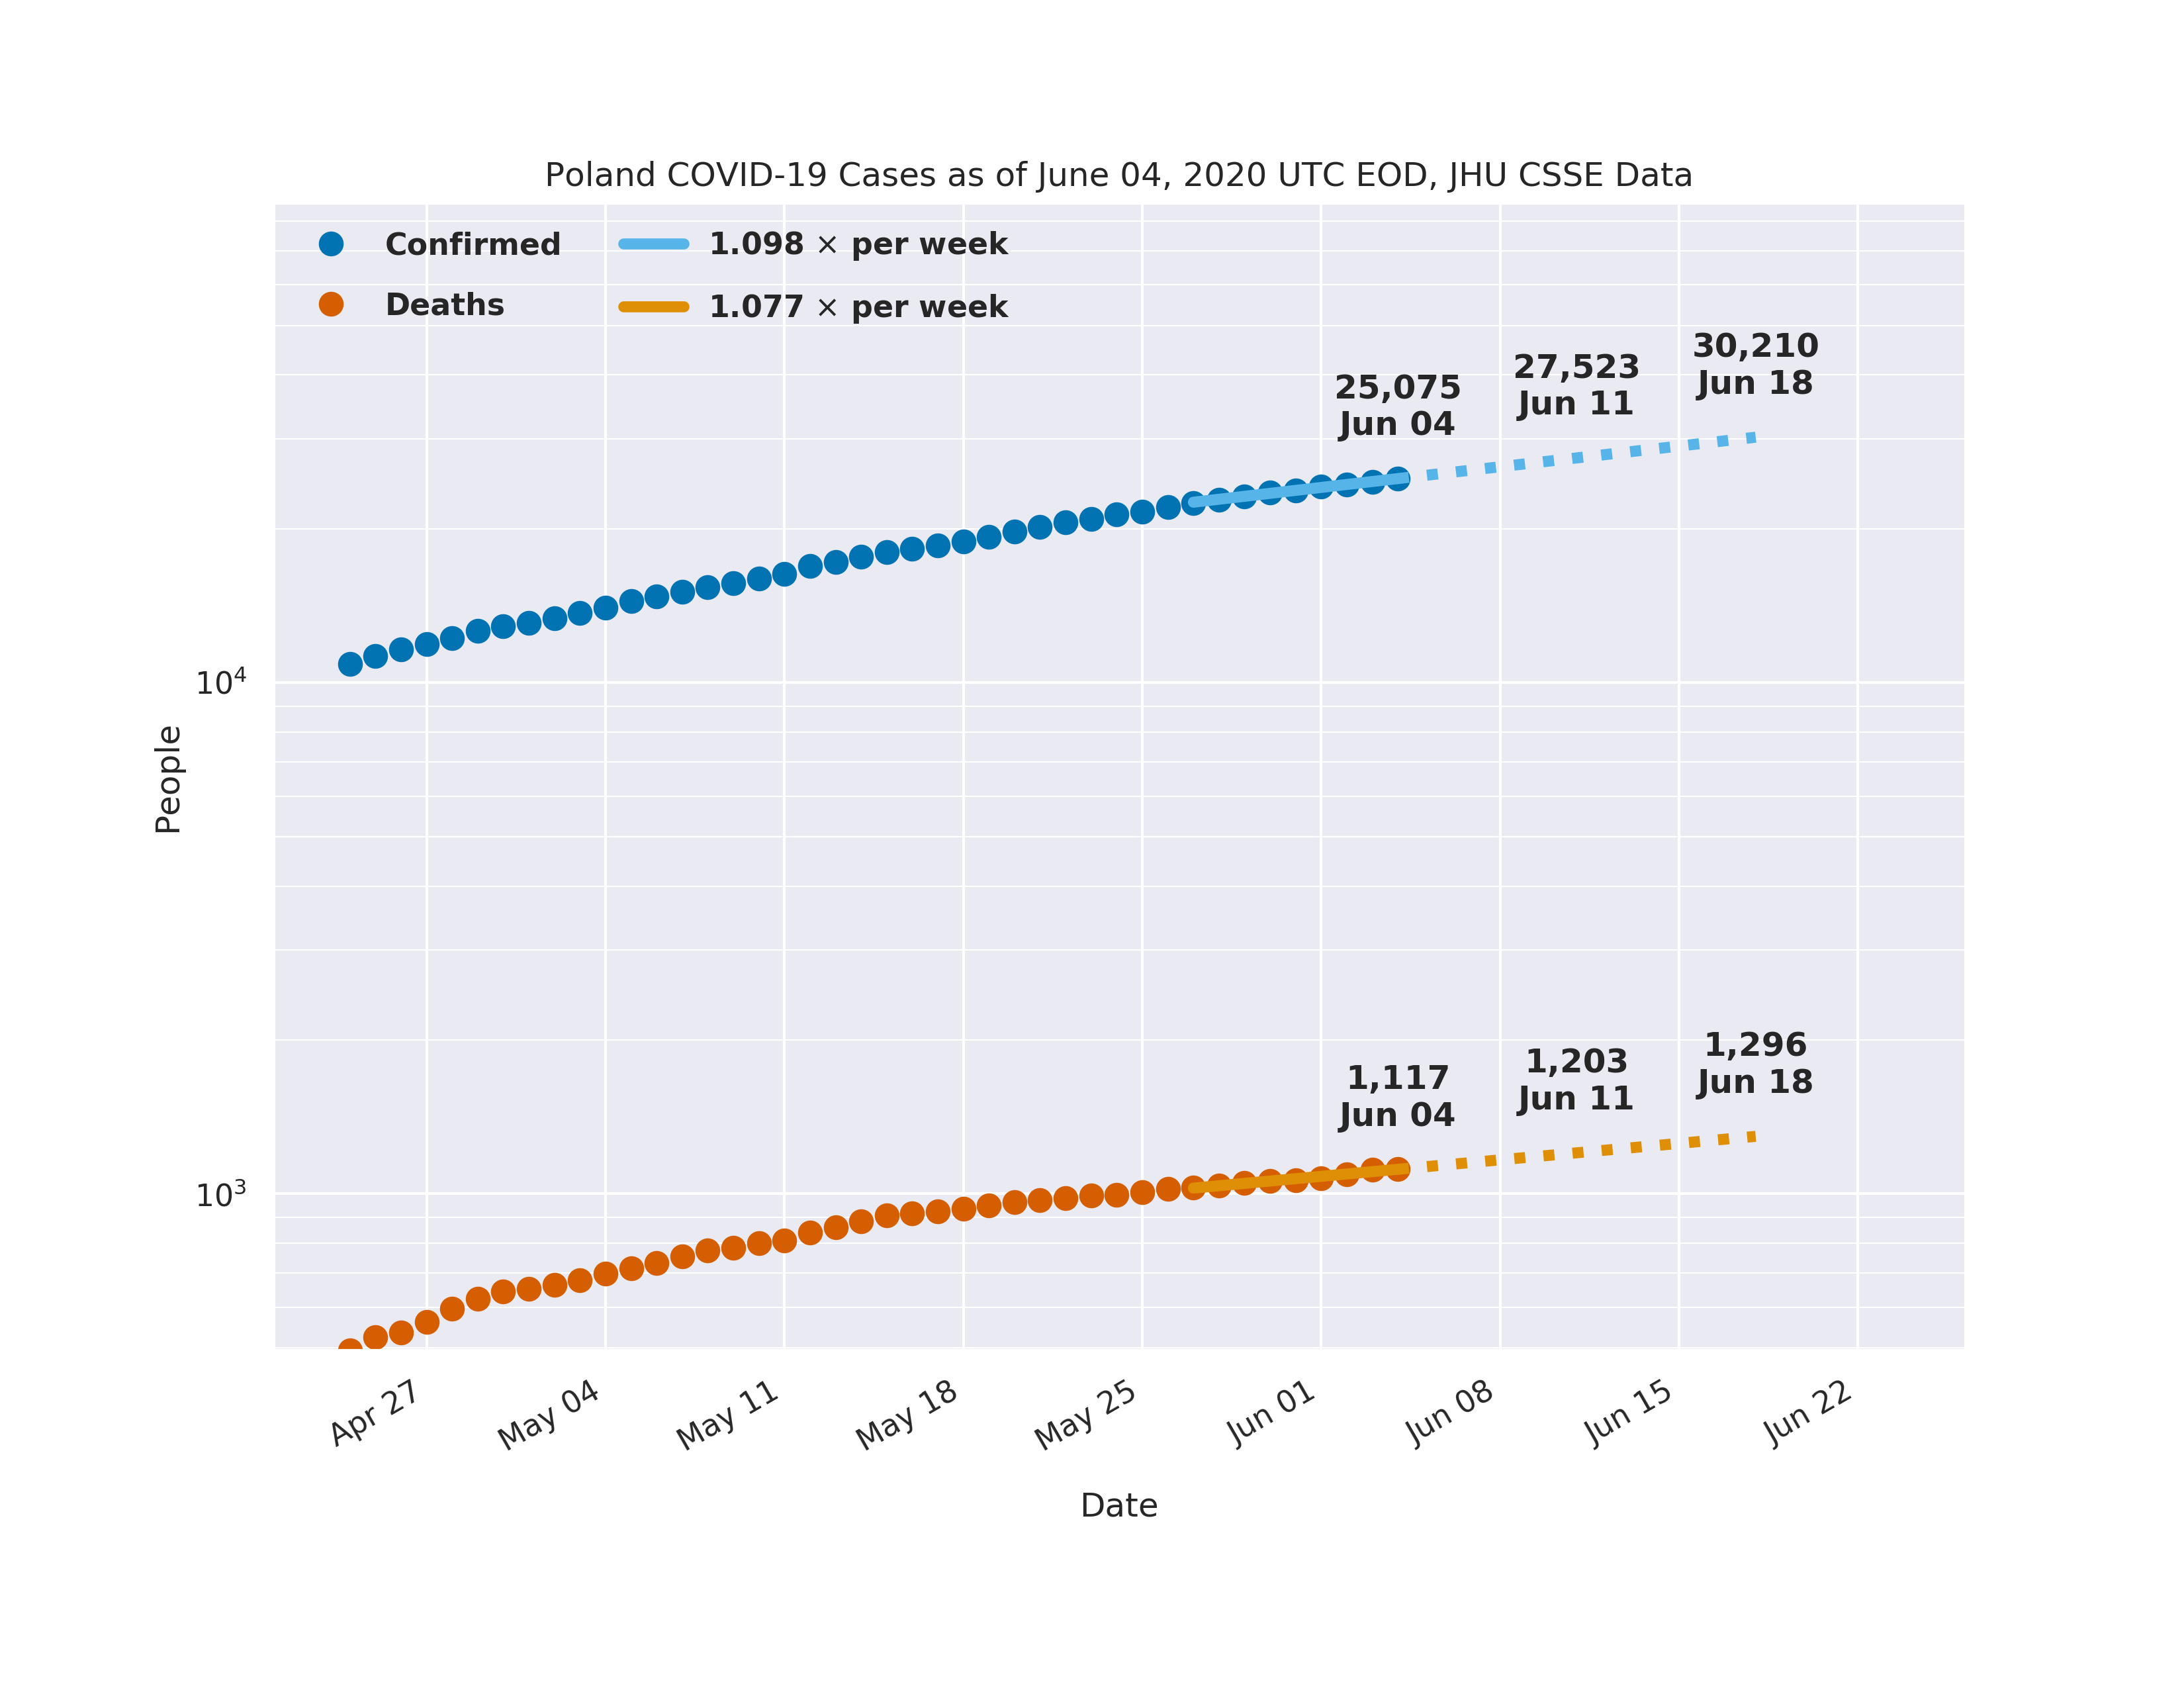 Poland COVID-19 Cases as of June 04, 2020 UTC EOD, JHU CSSE Data
Confirmed
Deaths
1.098 × per week
1.077 × per week
25,075
Jun 04
27,523
Jun 11
30,210
Jun 18
10⁴
People
1,117
Jun 04
1,203
Jun 11
1,296
Jun 18
10³
Apr 27
May 04
May 11
May 18
May 25
Jun 01
Jun 08
Jun 15
Jun 22
Date